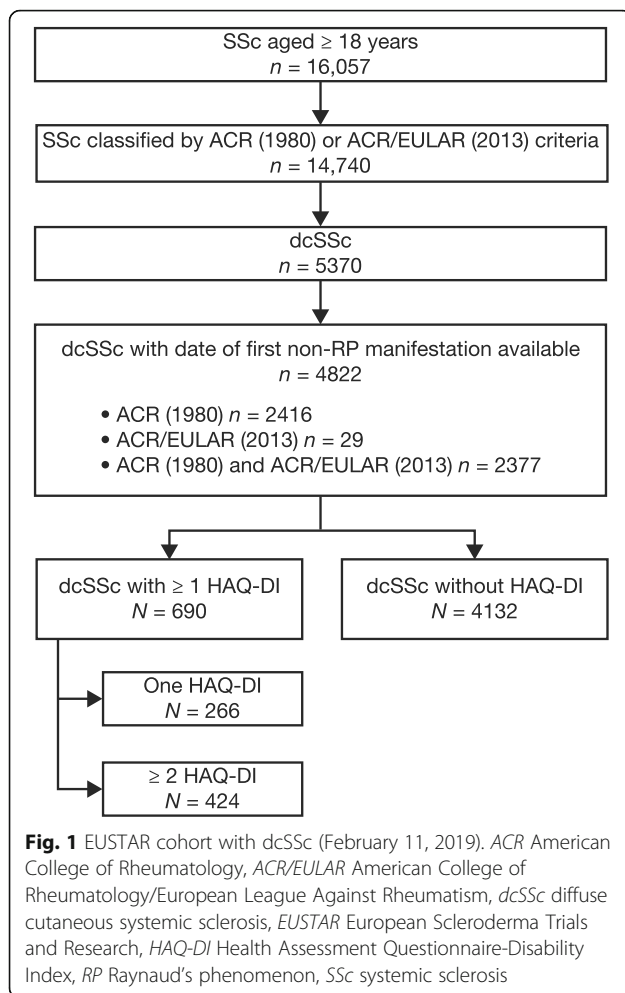 SSc aged ≥ 18 years
n = 16,057
SSc classified by ACR (1980) or ACR/EULAR (2013) criteria
n = 14,740
dcSSc
n = 5370
dcSSc with date of first non-RP manifestation available
n = 4822
• ACR (1980) n = 2416
• ACR/EULAR (2013) n = 29
• ACR (1980) and ACR/EULAR (2013) n = 2377
dcSSc with ≥ 1 HAQ-DI
N = 690
dcSSc without HAQ-DI
N = 4132
One HAQ-DI
N = 266
≥ 2 HAQ-DI
N = 424
Fig. 1 EUSTAR cohort with dcSSc (February 11, 2019). ACR American
College of Rheumatology, ACR/EULAR American College of
Rheumatology/European League Against Rheumatism, dcSSc diffuse
cutaneous systemic sclerosis, EUSTAR European Scleroderma Trials
and Research, HAQ-DI Health Assessment Questionnaire-Disability
Index, RP Raynaud's phenomenon, SSc systemic sclerosis